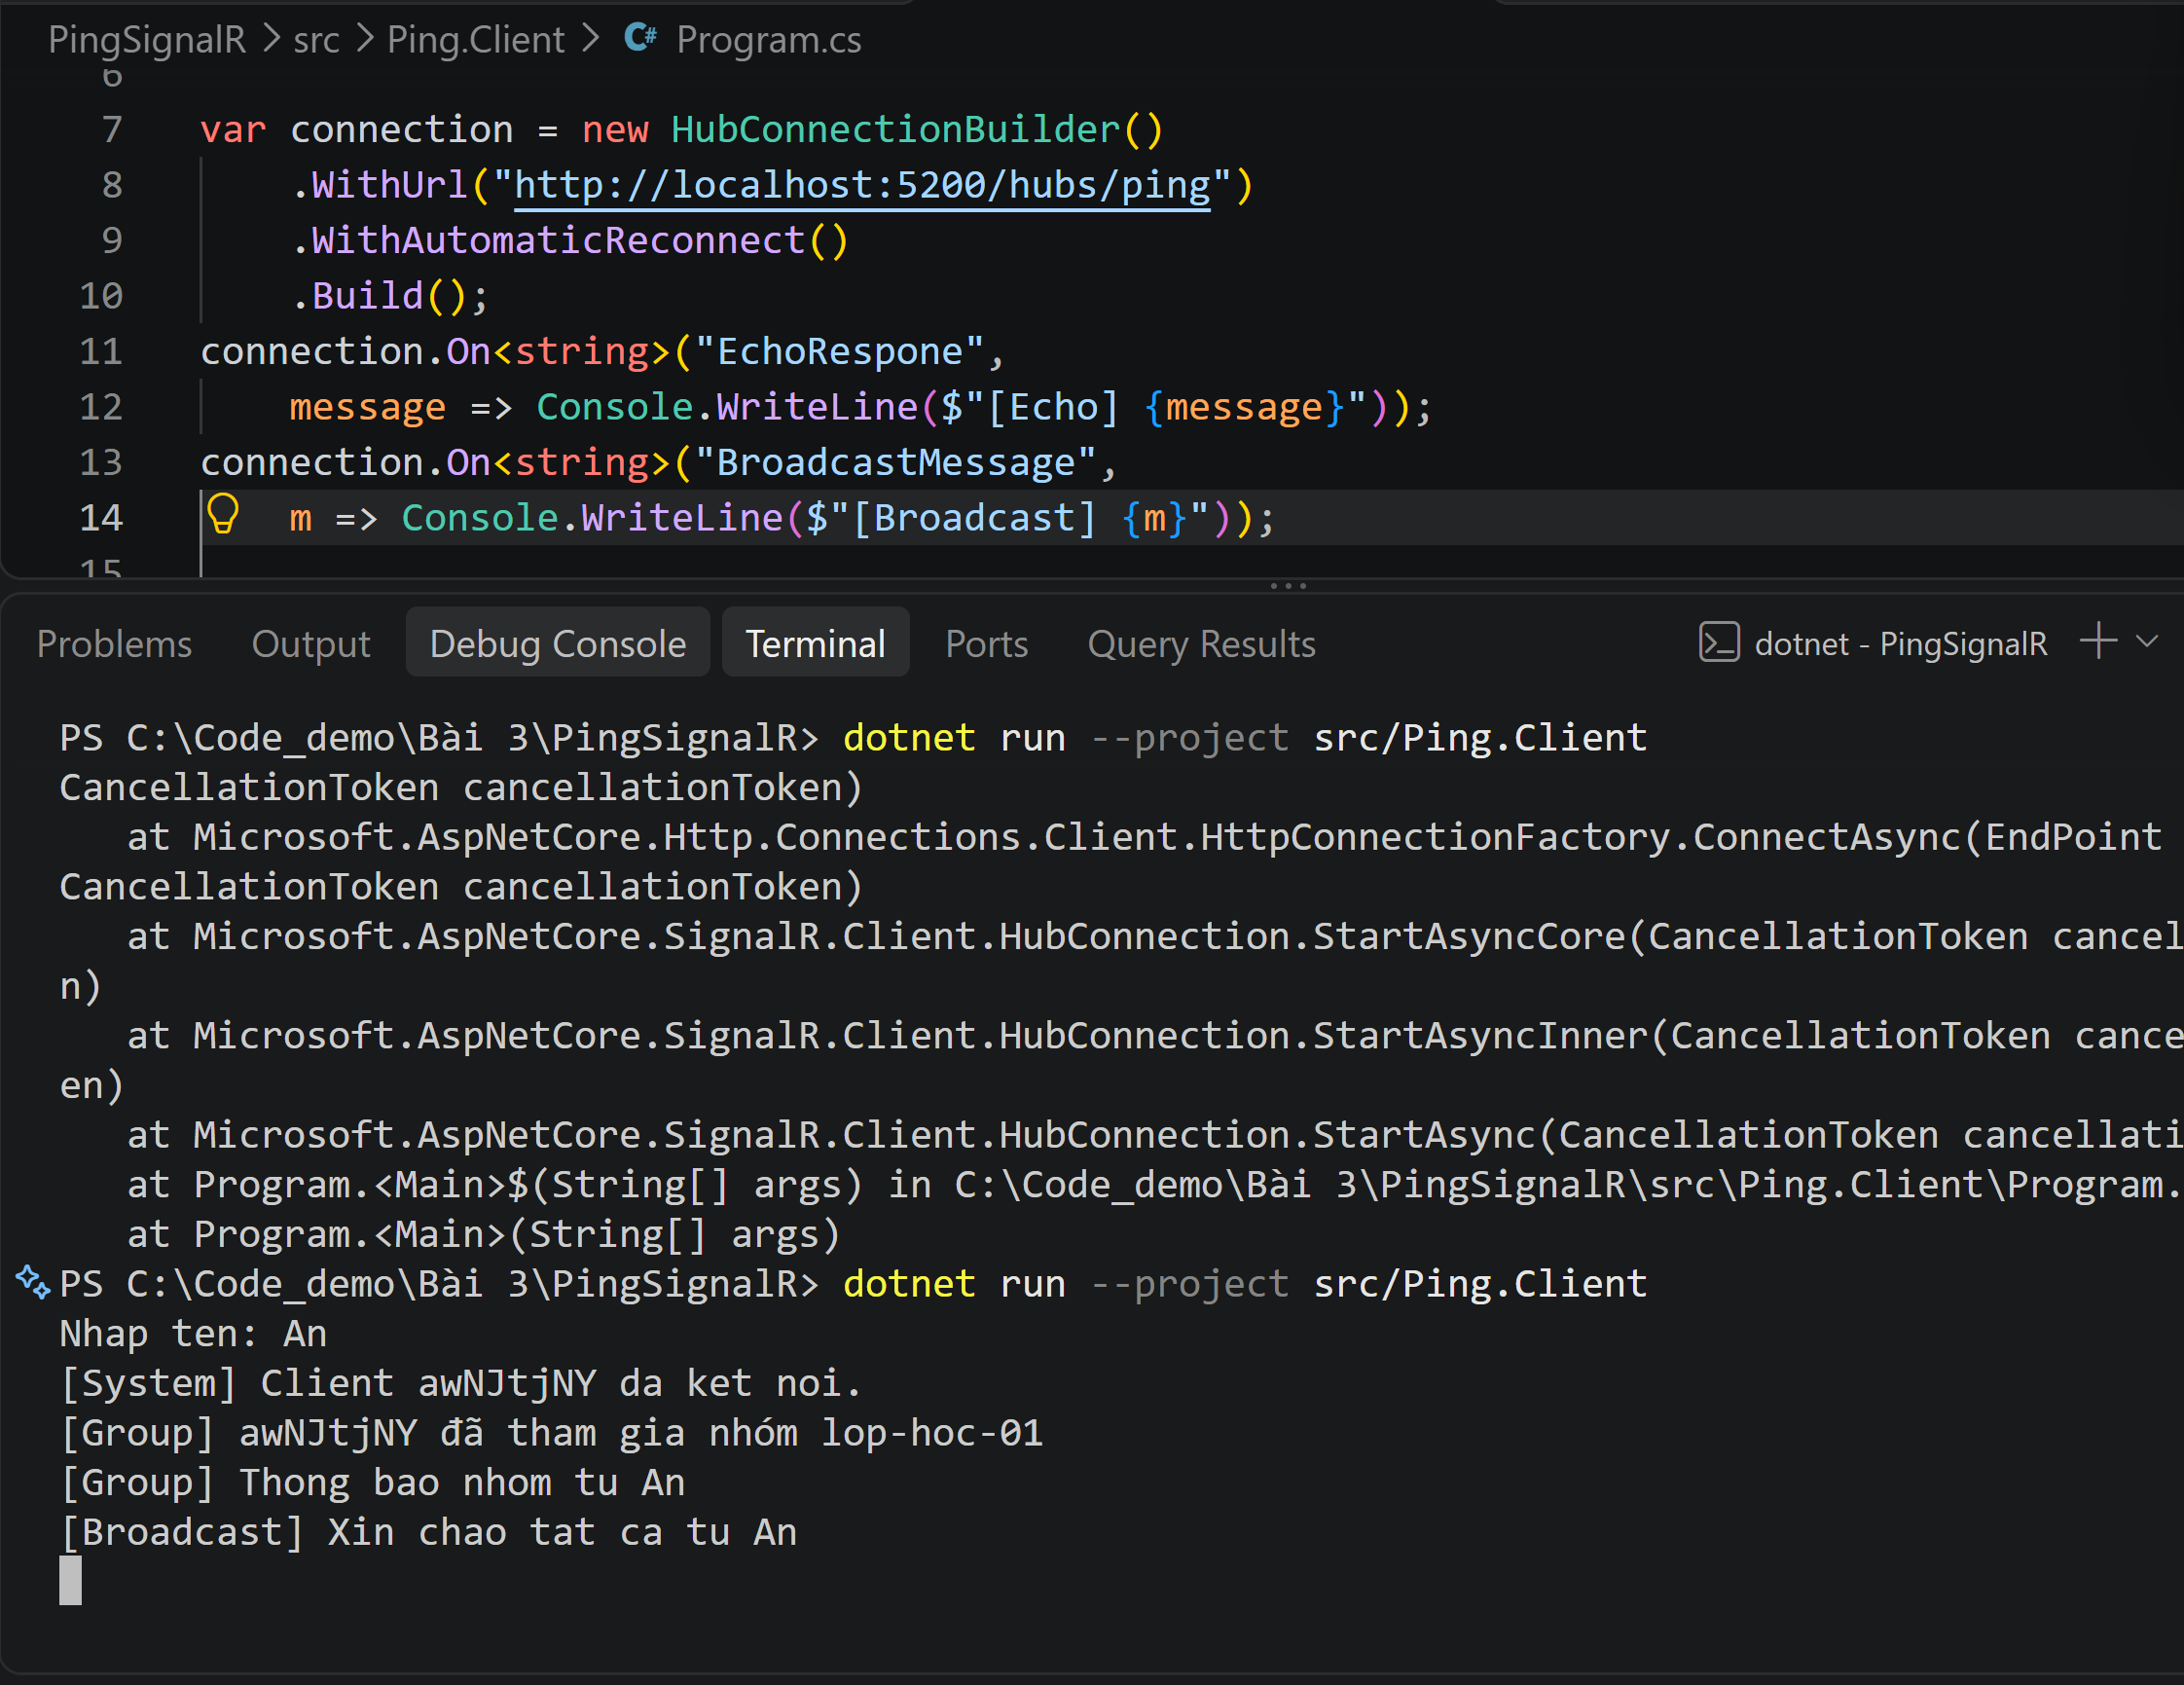 PingSignalR > src > Ping.Client > C# Program.cs
6
7 var connection = new HubConnectionBuilder()
8 .WithUrl("http://localhost:5200/hubs/ping")
9 .WithAutomaticReconnect()
10 .Build();
11 connection.On<string>("EchoRespone",
12 message => Console.WriteLine($"[Echo] {message}"));
13 connection.On<string>("BroadcastMessage",
14 m => Console.WriteLine($"[Broadcast] {m}"));
15
Problems Output Debug Console Terminal Ports Query Results dotnet - PingSignalR
PS C:\Code_demo\Bài 3\PingSignalR> dotnet run --project src/Ping.Client
CancellationToken cancellationToken)
at Microsoft.AspNetCore.Http.Connections.Client.HttpConnectionFactory.ConnectAsync(EndPoint
CancellationToken cancellationToken)
at Microsoft.AspNetCore.SignalR.Client.HubConnection.StartAsyncCore(CancellationToken cancel
n)
at Microsoft.AspNetCore.SignalR.Client.HubConnection.StartAsyncInner(CancellationToken cance
en)
at Microsoft.AspNetCore.SignalR.Client.HubConnection.StartAsync(CancellationToken cancellati
at Program.<Main>$(String[] args) in C:\Code_demo\Bài 3\PingSignalR\src\Ping.Client\Program.
at Program.<Main>(String[] args)
PS C:\Code_demo\Bài 3\PingSignalR> dotnet run --project src/Ping.Client
Nhap ten: An
[System] Client awNJtjNY da ket noi.
[Group] awNJtjNY đã tham gia nhóm lop-hoc-01
[Group] Thong bao nhom tu An
[Broadcast] Xin chao tat ca tu An